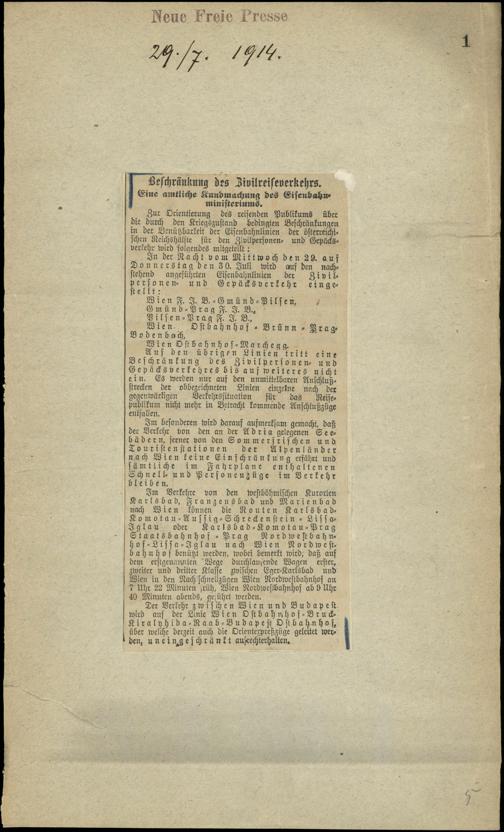 Neue Freie Presse
1
29./7. 1914.
Beschränkung des Zivilreiseverkehrs.
Eine amtliche Kundmachung des Eisenbahn-
ministeriums.
Zur Orientierung des reisenden Publikums über
die durch den Kriegszustand bedingten Beschränkungen
in der Benützbarkeit der Eisenbahnlinien der österreichi-
schen Reichshälfte für den Zivilpersonen- und Gepäcks-
verkehr wird folgendes mitgeteilt:
In der Nacht vom Mittwoch den 29. auf
Donnerstag den 30. Juli wird auf den nach-
stehend angeführten Eisenbahnlinien der Zivil-
personen- und Gepäcksverkehr einge-
stellt:
Wien F. J. B.-Gmünd-Pilsen,
Gmünd-Prag F. J. B.,
Pilsen-Prag F. J. B.,
Wien Ostbahnhof-Brünn-Prag-
Bodenbach,
Wien Ostbahnhof-Marchegg.
Auf den übrigen Linien tritt eine
Beschränkung des Zivilpersonen- und
Gepäcksverkehres bis auf weiteres nicht
ein. Es werden nur auf den unmittelbaren Anschluß-
strecken der obbezeichneten Linien einzelne nach der
gegenwärtigen Verkehrssituation für das Reise-
publikum nicht mehr in Betracht kommende Anschlußzüge
entfallen.
Im besonderen wird darauf aufmerksam gemacht, daß
der Verkehr von den an der Adria gelegenen See-
bädern, ferner von den Sommerfrischen und
Touristenstationen der Alpenländer
nach Wien keine Einschränkung erfährt und
sämtliche im Fahrplane enthaltenen
Schnell- und Personenzüge im Verkehr
bleiben.
Im Verkehre von den westböhmischen Kurorten
Karlsbad, Franzensbad und Marienbad
nach Wien können die Routen Karlsbad-
Komotau-Aussig-Schreckenstein-Lissa-
Iglau oder Karlsbad-Komotau-Prag
Staatsbahnhof-Prag Nordwestbahn-
hof-Lissa-Iglau nach Wien Nordwest-
bahnhof benützt werden, wobei bemerkt wird, daß auf
dem erstgenannten Wege durchlaufende Wagen erster,
zweiter und dritter Klasse zwischen Eger-Karlsbad und
Wien in den Nachtschnellzügen Wien Nordwestbahnhof an
7 Uhr 22 Minuten früh, Wien Nordwestbahnhof ab 9 Uhr
40 Minuten abends, geführt werden.
Der Verkehr zwischen Wien und Budapest
wird auf der Linie Wien Ostbahnhof-Bruck-
Kiralyhida-Raab-Budapest Ostbahnhof,
über welche derzeit auch die Orientexpreßzüge geleitet wer-
den, uneingeschränkt aufrechterhalten.
5